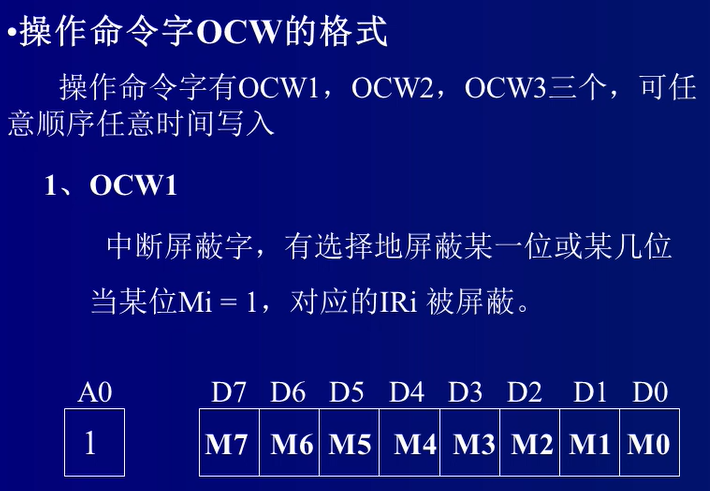 •操作命令字OCW的格式
操作命令字有OCW1，OCW2，OCW3三个，可任
意顺序任意时间写入
1、OCW1
中断屏蔽字，有选择地屏蔽某一位或某几位
当某位Mi = 1，对应的IRi 被屏蔽。
A0 D7 D6 D5 D4 D3 D2 D1 D0
1 M7 M6 M5 M4 M3 M2 M1 M0